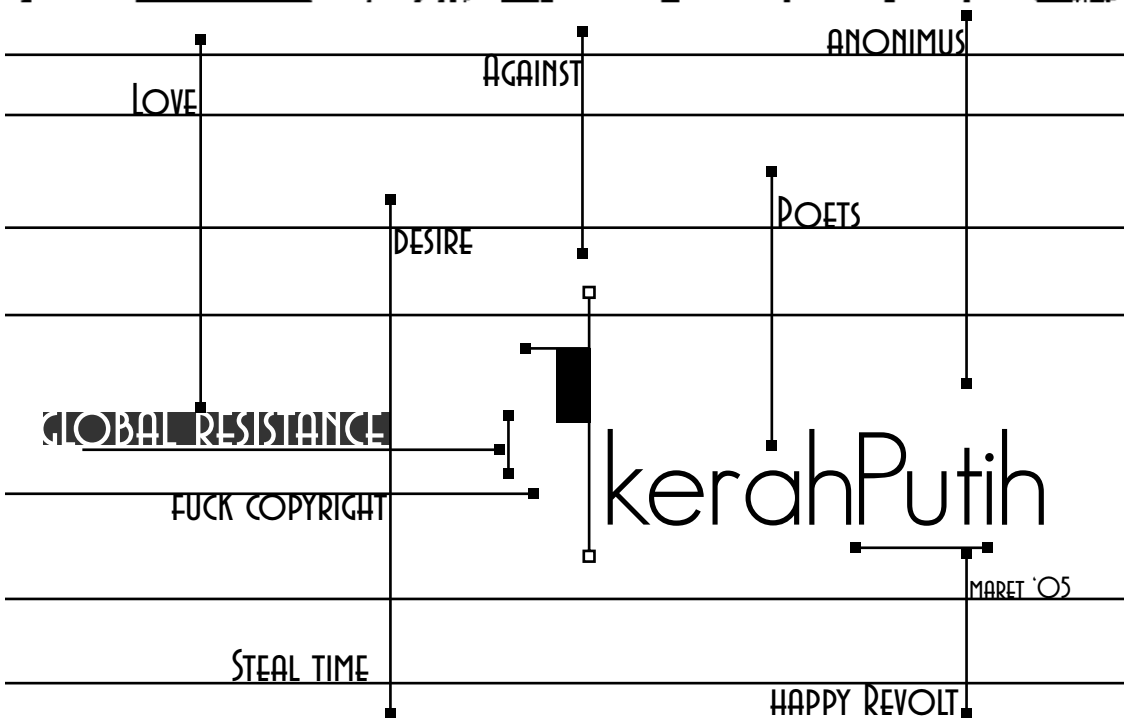 ANONIMUS
AGAINST
LOVE
POETS
DESIRE
GLOBAL RESISTANCE
kerahPutih
FUCK COPYRIGHT
MARET '05
STEAL TIME
HAPPY REVOLT